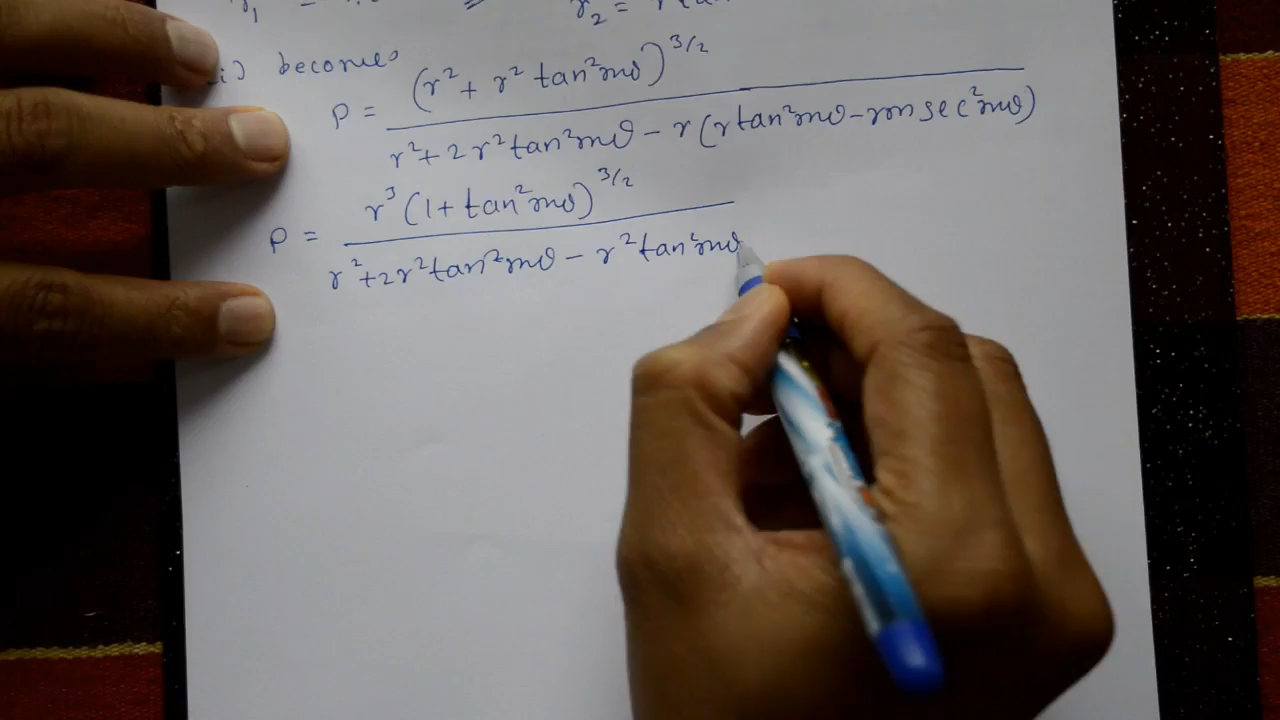 becomes
ρ = (r² + r² tan²mθ)^3/2 / r² + 2r² tan²mθ − r(r tan²mθ − rm sec²mθ)
ρ = r³(1 + tan²mθ)^3/2 / r² + 2r² tan²mθ − r² tan²mθ